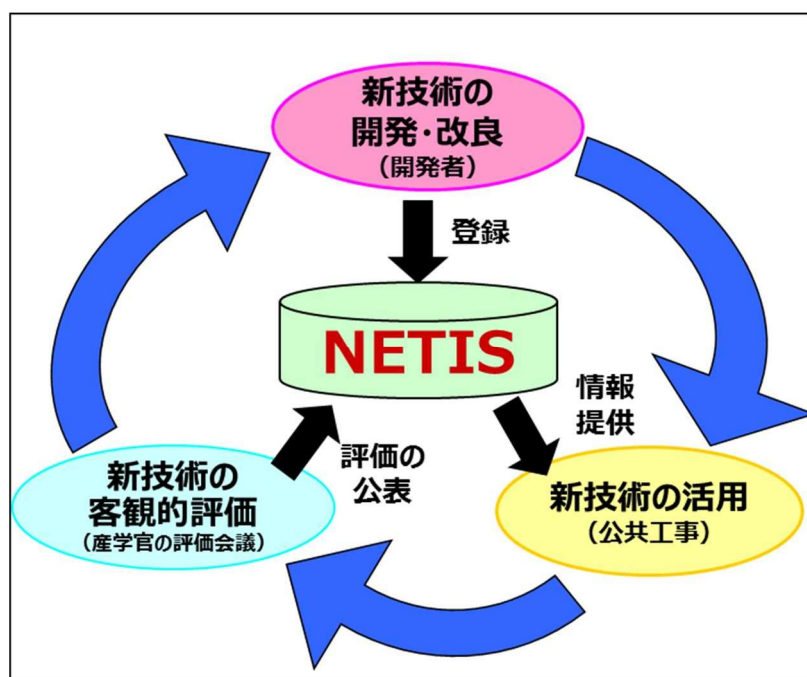 新技術の
開発・改良
（開発者）
登録
NETIS
情報
提供
評価の
公表
新技術の
客観的評価
（産学官の評価会議）
新技術の活用
（公共工事）